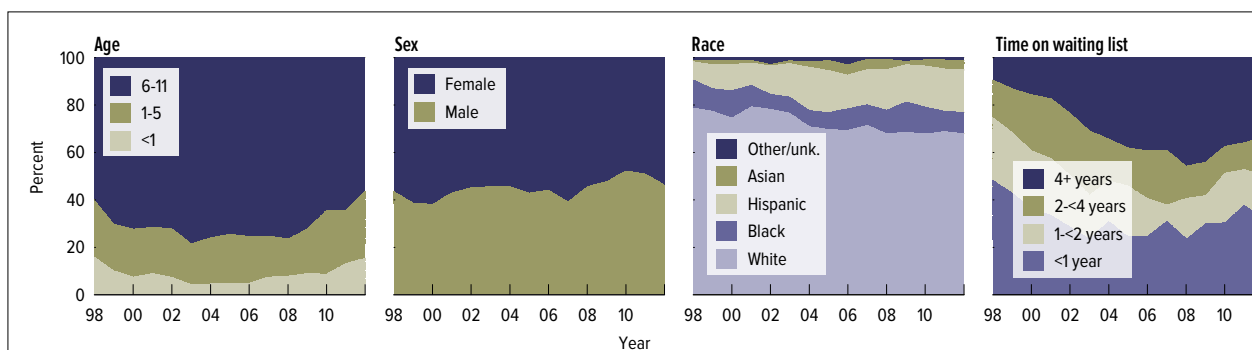 Age
Sex
Race
Time on waiting list
Percent
100
80
60
40
20
0
6-11
1-5
<1
Female
Male
Other/unk.
Asian
Hispanic
Black
White
4+ years
2-<4 years
1-<2 years
<1 year
98 00 02 04 06 08 10
98 00 02 04 06 08 10
98 00 02 04 06 08 10
98 00 02 04 06 08 10
Year